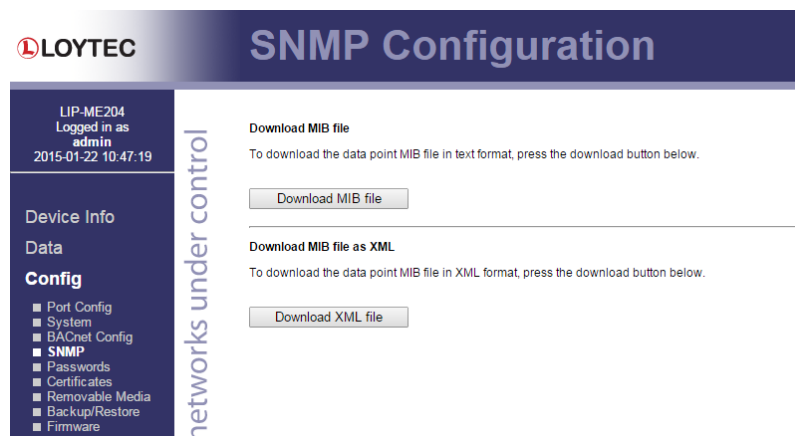 LOYTEC
SNMP Configuration
LIP-ME204
Logged in as
admin
2015-01-22 10:47:19
Device Info
Data
Config
Port Config
System
BACnet Config
SNMP
Passwords
Certificates
Removable Media
Backup/Restore
Firmware
networks under control
Download MIB file
To download the data point MIB file in text format, press the download button below.
Download MIB file
Download MIB file as XML
To download the data point MIB file in XML format, press the download button below.
Download XML file